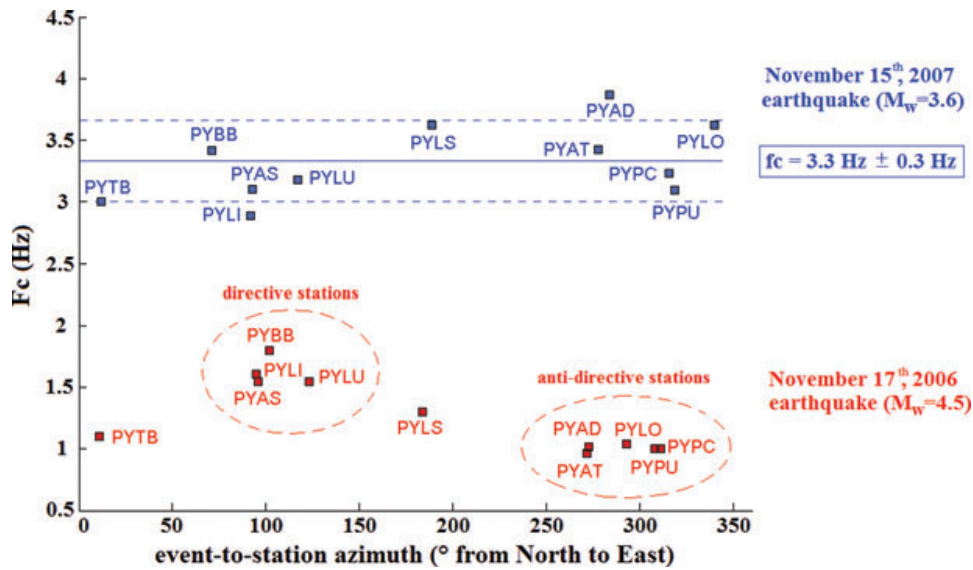 4.5
4
3.5
3
2.5
2
1.5
1
0.5
Fc (Hz)
0 50 100 150 200 250 300 350
event-to-station azimuth (° from North to East)
PYTB
PYBB
PYAS
PYLI
PYLU
PYLS
PYAD
PYAT
PYLO
PYPC
PYPU
November 15th, 2007
earthquake (MW=3.6)
fc = 3.3 Hz ± 0.3 Hz
directive stations
PYBB
PYLI
PYAS
PYLU
PYTB
PYLS
anti-directive stations
PYAD
PYLO
PYAT
PYPU
PYPC
November 17th, 2006
earthquake (MW=4.5)